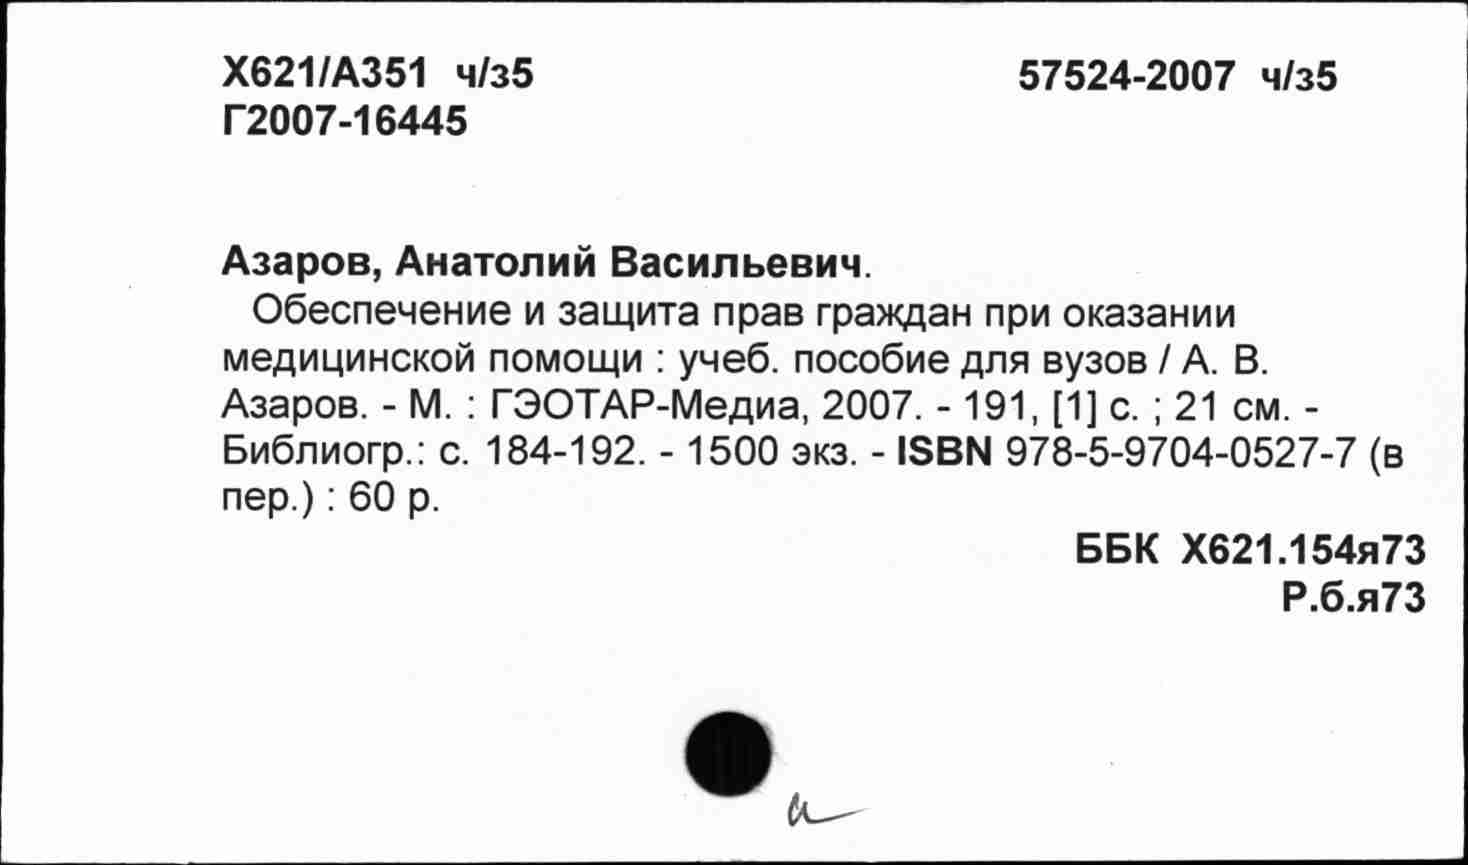 Х621/А351 ч/з5 57524-2007 ч/з5
Г2007-16445
Азаров, Анатолий Васильевич.
Обеспечение и защита прав граждан при оказании
медицинской помощи : учеб. пособие для вузов / А. В.
Азаров. - М. : ГЭОТАР-Медиа, 2007. - 191, [1] с. ; 21 см. -
Библиогр.: с. 184-192. - 1500 экз. - ISBN 978-5-9704-0527-7 (в
пер.) : 60 р.
ББК Х621.154я73
Р.б.я73